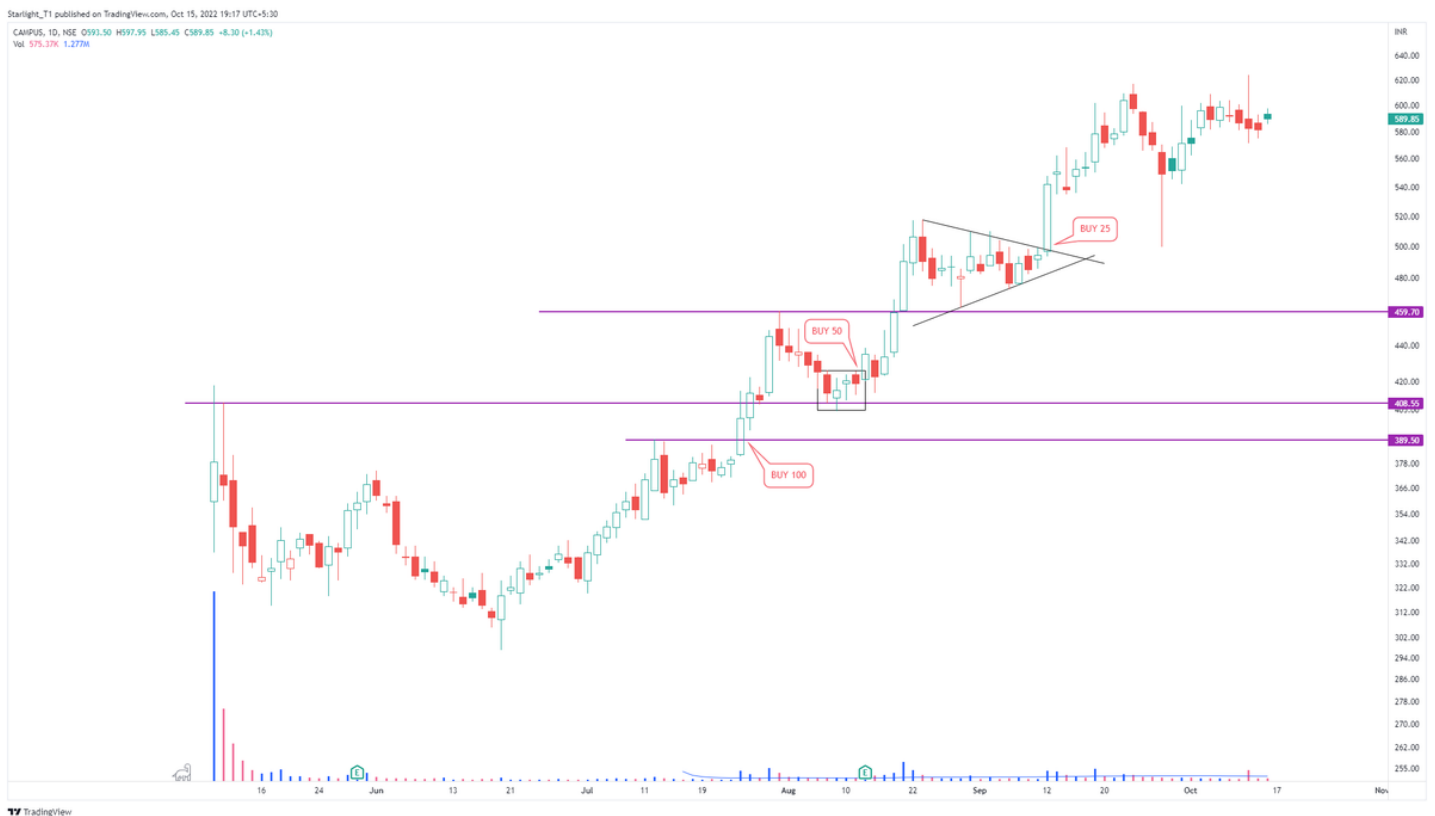 Starlight_T1 published on TradingView.com, Oct 15, 2022 19:17 UTC+5:30
CAMPUS, 1D, NSE O593.50 H597.95 L585.45 C589.85 +8.30 (+1.43%)
Vol 575.37K 1.277M
INR
640.00
620.00
600.00
589.85
580.00
560.00
540.00
520.00
BUY 25
500.00
480.00
459.70
BUY 50
440.00
420.00
408.55
389.50
378.00
BUY 100
366.00
354.00
342.00
332.00
322.00
312.00
302.00
294.00
286.00
278.00
270.00
262.00
255.00
E
E
16 24 Jun 13 21 Jul 11 19 Aug 10 22 Sep 12 20 Oct 17 Nov
TradingView